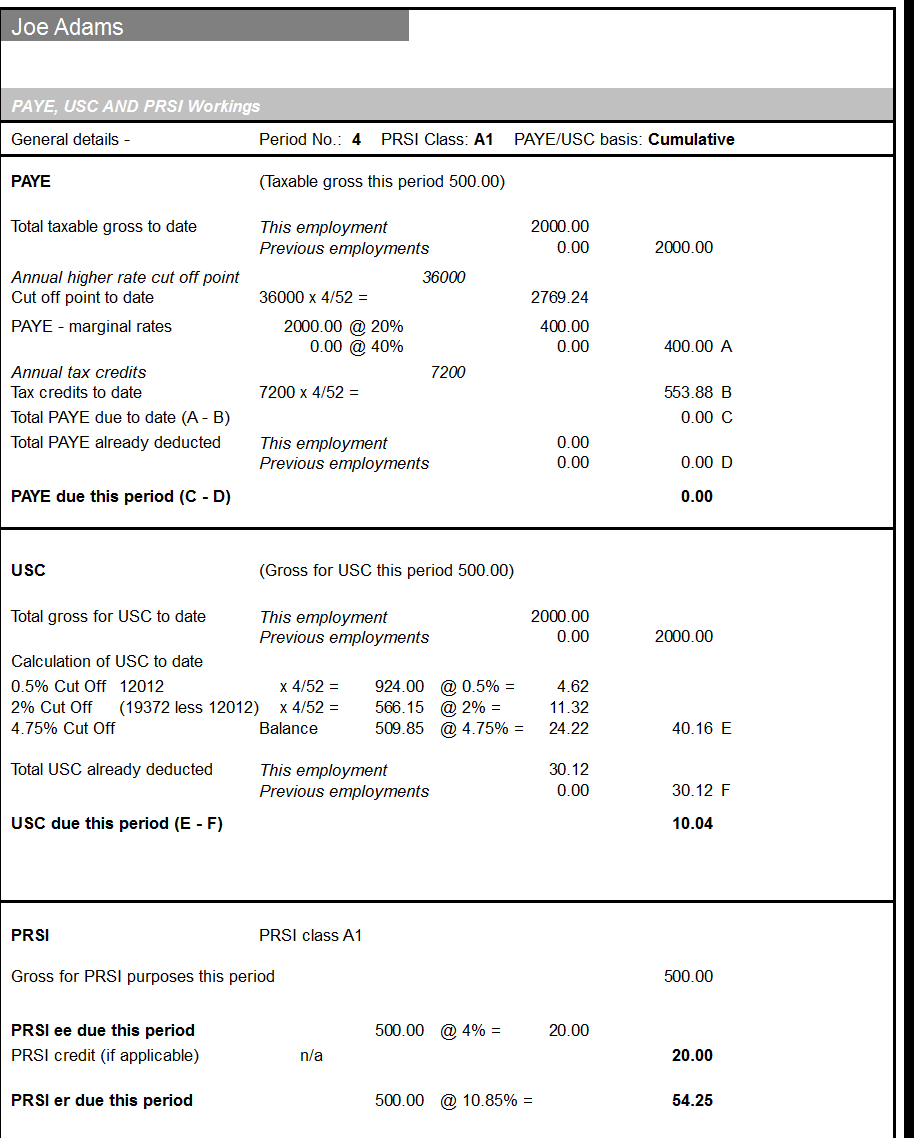 Joe Adams
PAYE, USC AND PRSI Workings
General details - Period No.: 4 PRSI Class: A1 PAYE/USC basis: Cumulative
PAYE (Taxable gross this period 500.00)
Total taxable gross to date This employment 2000.00
Previous employments 0.00 2000.00
Annual higher rate cut off point 36000
Cut off point to date 36000 x 4/52 = 2769.24
PAYE - marginal rates 2000.00 @ 20% 400.00
0.00 @ 40% 0.00 400.00 A
Annual tax credits 7200
Tax credits to date 7200 x 4/52 = 553.88 B
Total PAYE due to date (A - B) 0.00 C
Total PAYE already deducted This employment 0.00
Previous employments 0.00 0.00 D
PAYE due this period (C - D) 0.00
USC (Gross for USC this period 500.00)
Total gross for USC to date This employment 2000.00
Previous employments 0.00 2000.00
Calculation of USC to date
0.5% Cut Off 12012 x 4/52 = 924.00 @ 0.5% = 4.62
2% Cut Off (19372 less 12012) x 4/52 = 566.15 @ 2% = 11.32
4.75% Cut Off Balance 509.85 @ 4.75% = 24.22 40.16 E
Total USC already deducted This employment 30.12
Previous employments 0.00 30.12 F
USC due this period (E - F) 10.04
PRSI PRSI class A1
Gross for PRSI purposes this period 500.00
PRSI ee due this period 500.00 @ 4% = 20.00
PRSI credit (if applicable) n/a 20.00
PRSI er due this period 500.00 @ 10.85% = 54.25